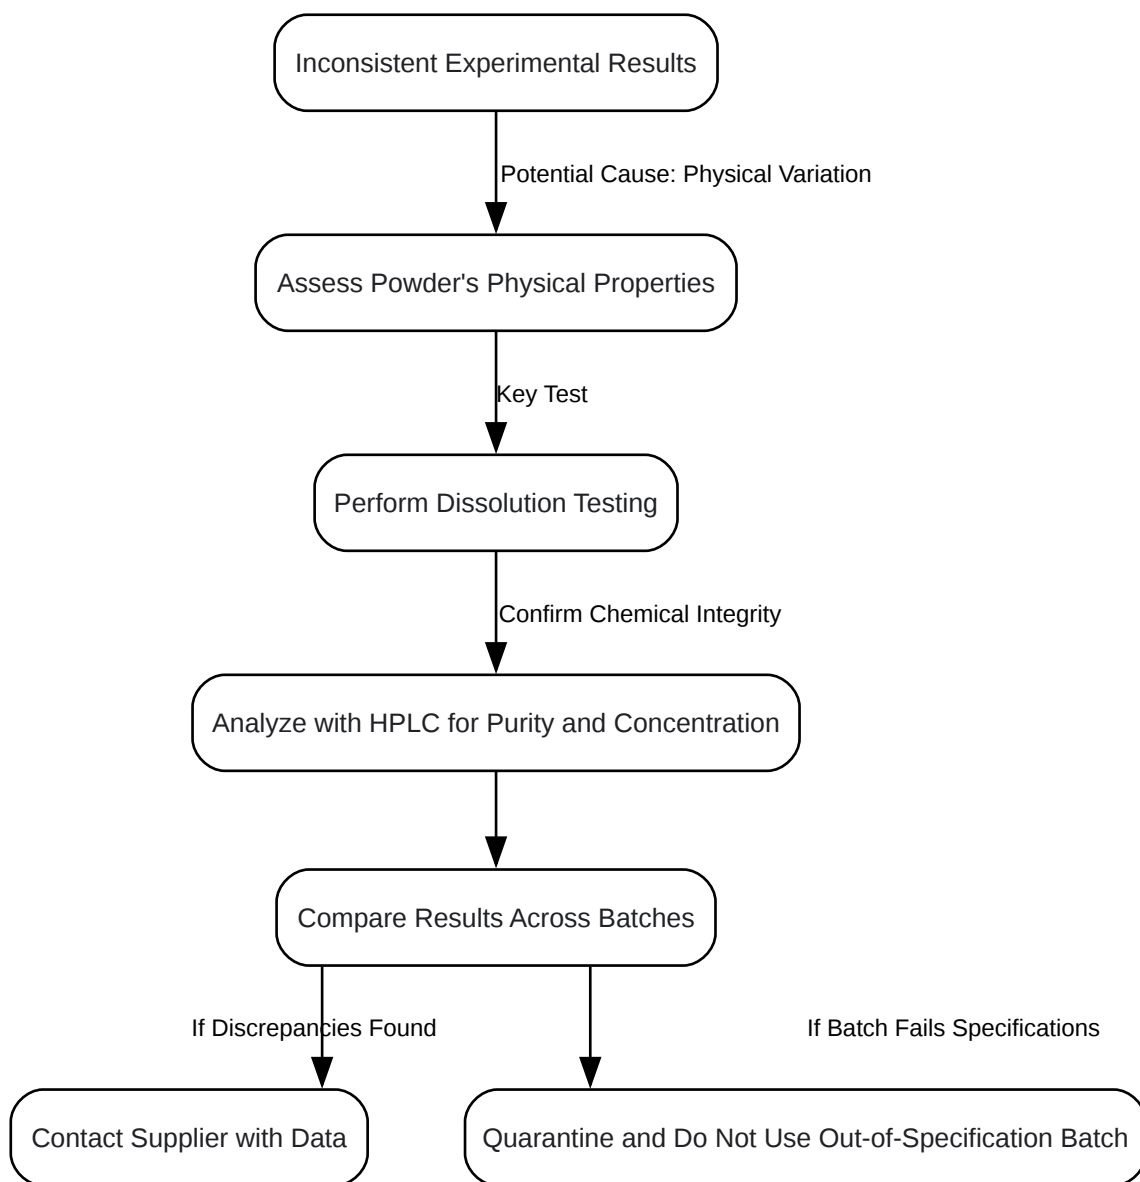 Inconsistent Experimental Results
Potential Cause: Physical Variation
Assess Powder's Physical Properties
Key Test
Perform Dissolution Testing
Confirm Chemical Integrity
Analyze with HPLC for Purity and Concentration
Compare Results Across Batches
If Discrepancies Found
If Batch Fails Specifications
Contact Supplier with Data
Quarantine and Do Not Use Out-of-Specification Batch